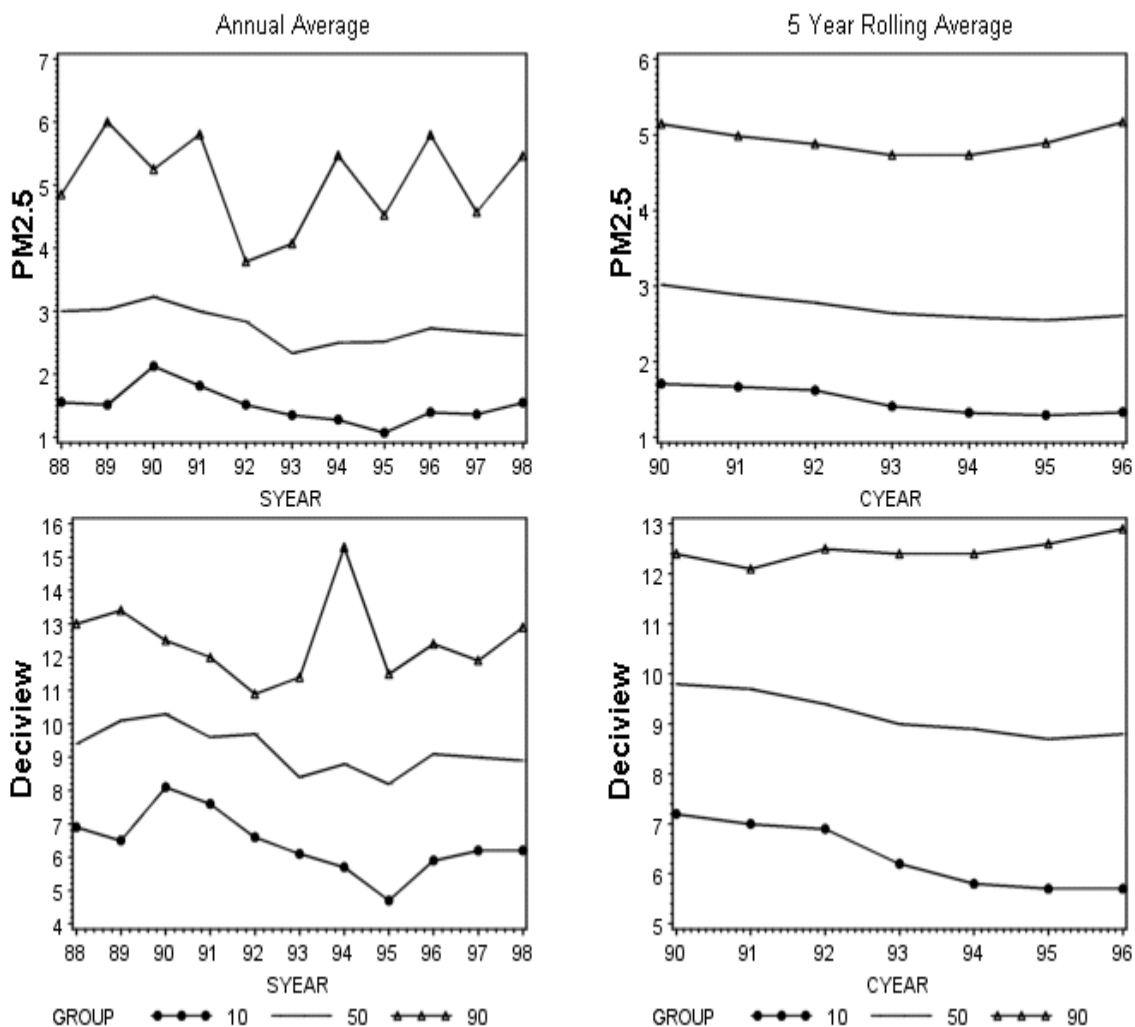 Annual Average
PM2.5
7
6
5
4
3
2
1
88 89 90 91 92 93 94 95 96 97 98
SYEAR
5 Year Rolling Average
PM2.5
6
5
4
3
2
1
90 91 92 93 94 95 96
CYEAR
Deciview
16
15
14
13
12
11
10
9
8
7
6
5
4
88 89 90 91 92 93 94 95 96 97 98
SYEAR
GROUP 10 50 90
Deciview
13
12
11
10
9
8
7
6
5
90 91 92 93 94 95 96
CYEAR
GROUP 10 50 90